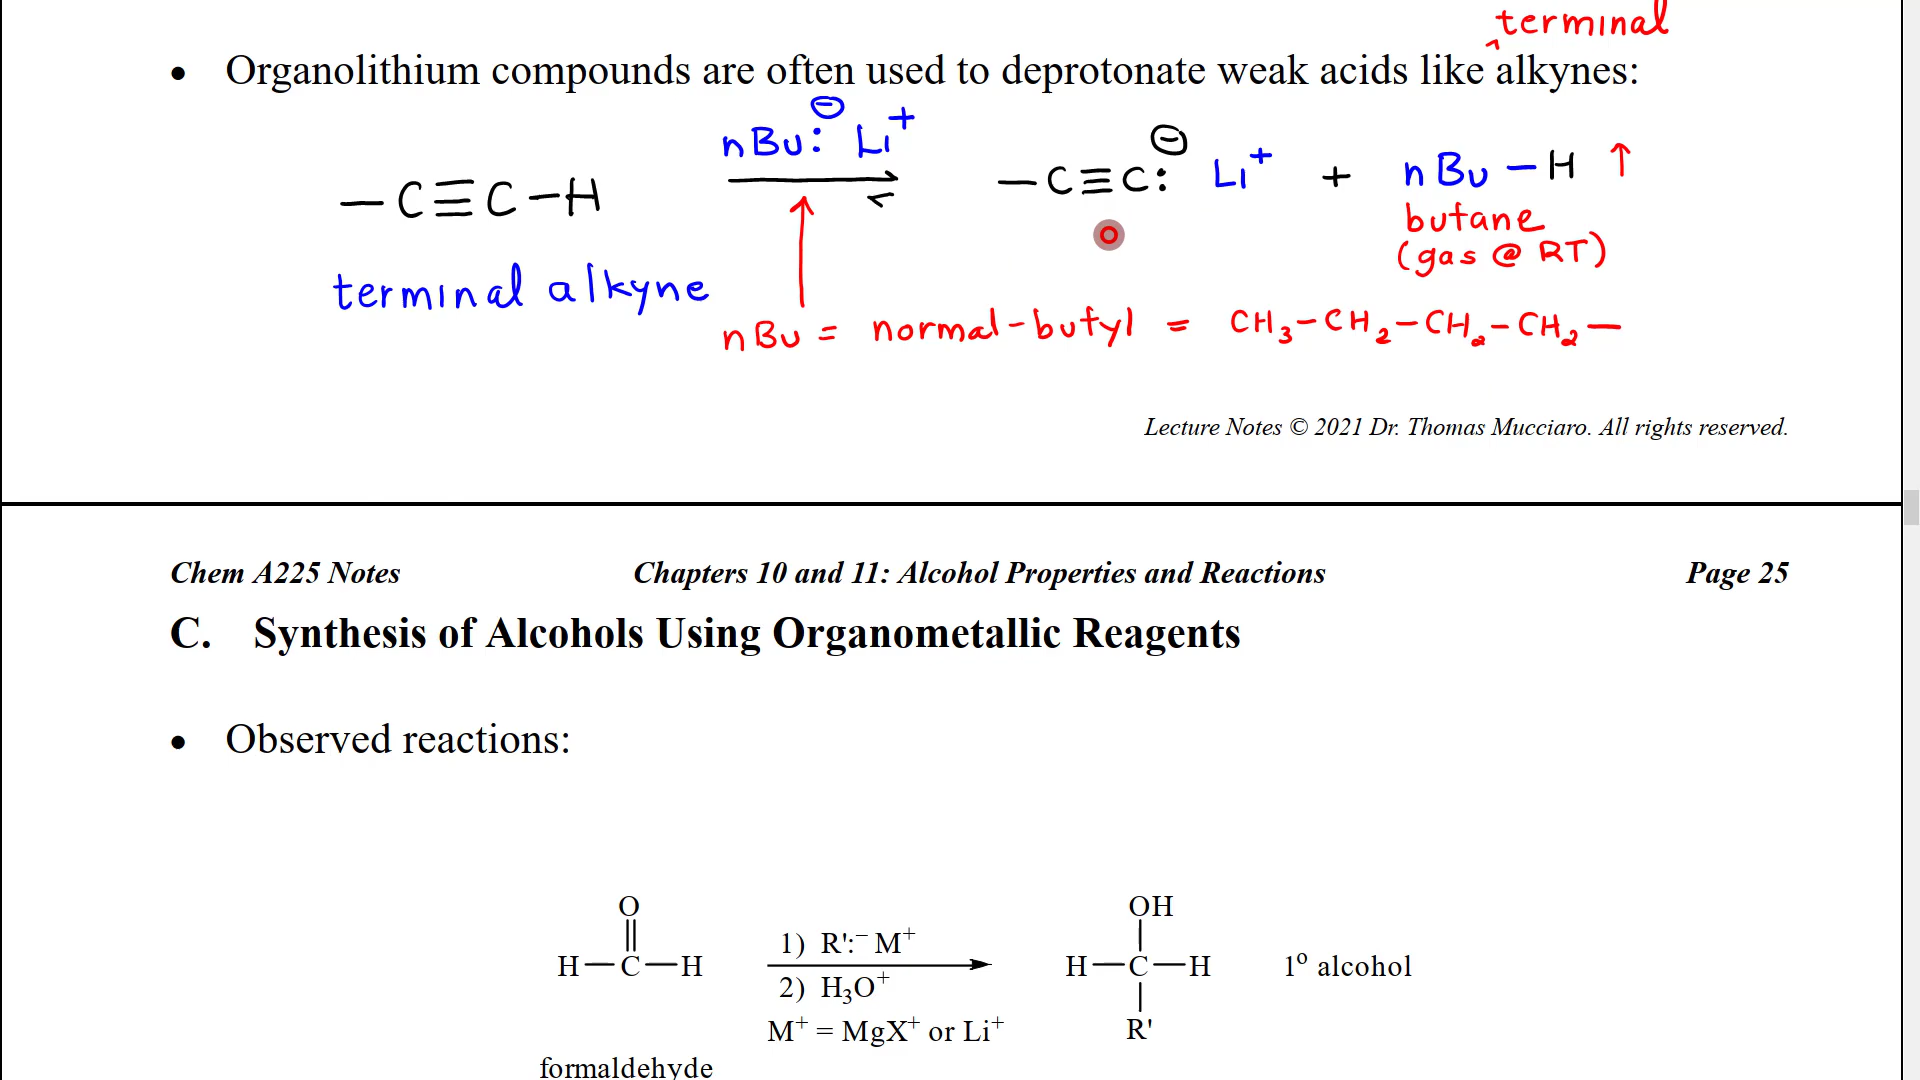 terminal
• Organolithium compounds are often used to deprotonate weak acids like ‸ alkynes:
—C≡C—H nBu:⊖ Li⁺ —C≡C:⊖ Li⁺ + nBu—H ↑
butane
(gas @ RT)
terminal alkyne
nBu = normal-butyl = CH₃—CH₂—CH₂—CH₂—
Lecture Notes © 2021 Dr. Thomas Mucciaro. All rights reserved.
Chem A225 Notes Chapters 10 and 11: Alcohol Properties and Reactions Page 25
C. Synthesis of Alcohols Using Organometallic Reagents
• Observed reactions:
O OH
1) R':⁻ M⁺
H—C—H H—C—H 1º alcohol
2) H₃O⁺
M⁺ = MgX⁺ or Li⁺ R'
formaldehyde